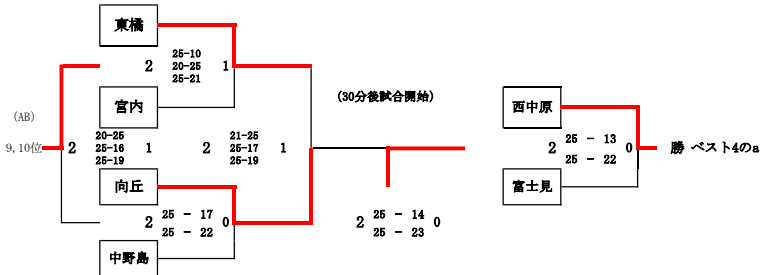 東橋
2 25-10 1
20-25
25-21
宮内
(AB)
9,10位
2 20-25 1
25-16
25-19
2 21-25 1
25-17
25-19
(30分後試合開始)
向丘
2 25 - 17 0
25 - 22
中野島
2 25 - 14 0
25 - 23
西中原
2 25 - 13 0
25 - 22
富士見
勝 ベスト4のa